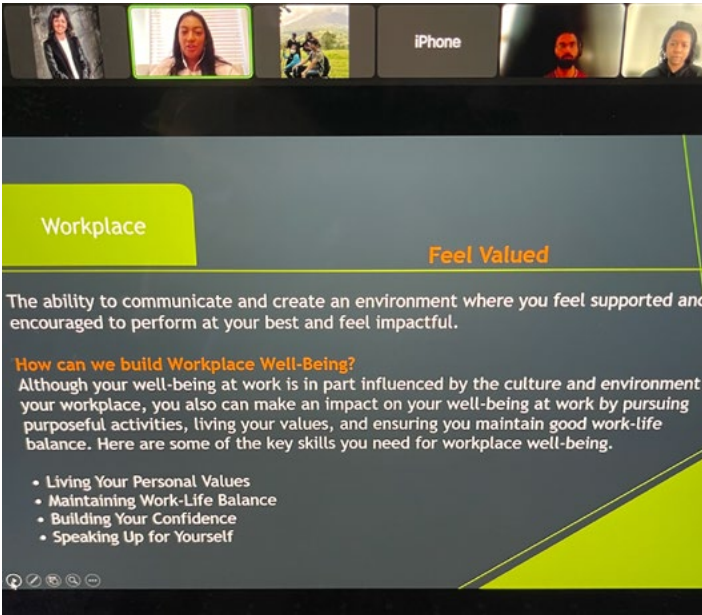 iPhone
Workplace
Feel Valued
The ability to communicate and create an environment where you feel supported and
encouraged to perform at your best and feel impactful.
How can we build Workplace Well-Being?
Although your well-being at work is in part influenced by the culture and environment
your workplace, you also can make an impact on your well-being at work by pursuing
purposeful activities, living your values, and ensuring you maintain good work-life
balance. Here are some of the key skills you need for workplace well-being.
• Living Your Personal Values
• Maintaining Work-Life Balance
• Building Your Confidence
• Speaking Up for Yourself